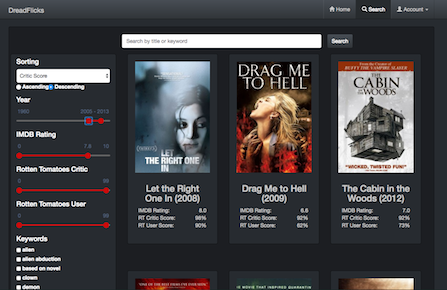 DreadFlicks
Home
Search
Account
Search by title or keyword
Search
Sorting
Critic Score
Ascending Descending
Year
1960 2005 - 2013
IMDB Rating
0 7.9 10
Rotten Tomatoes Critic
0 99
Rotten Tomatoes User
0 99
Keywords
alien
alien abduction
based on novel
clown
demon
LET
THE RIGHT
ONE IN
Let the Right
One In (2008)
IMDB Rating: 8.0
RT Critic Score: 98%
RT User Score: 90%
DRAG ME
TO HELL
Drag Me to Hell
(2009)
IMDB Rating: 6.6
RT Critic Score: 92%
RT User Score: 62%
From the Creator of
BUFFY THE VAMPIRE SLAYER
THE
CABIN
IN THE
WOODS
"WICKED, TWISTED FUN!"
The Cabin in the
Woods (2012)
IMDB Rating: 7.0
RT Critic Score: 92%
RT User Score: 73%